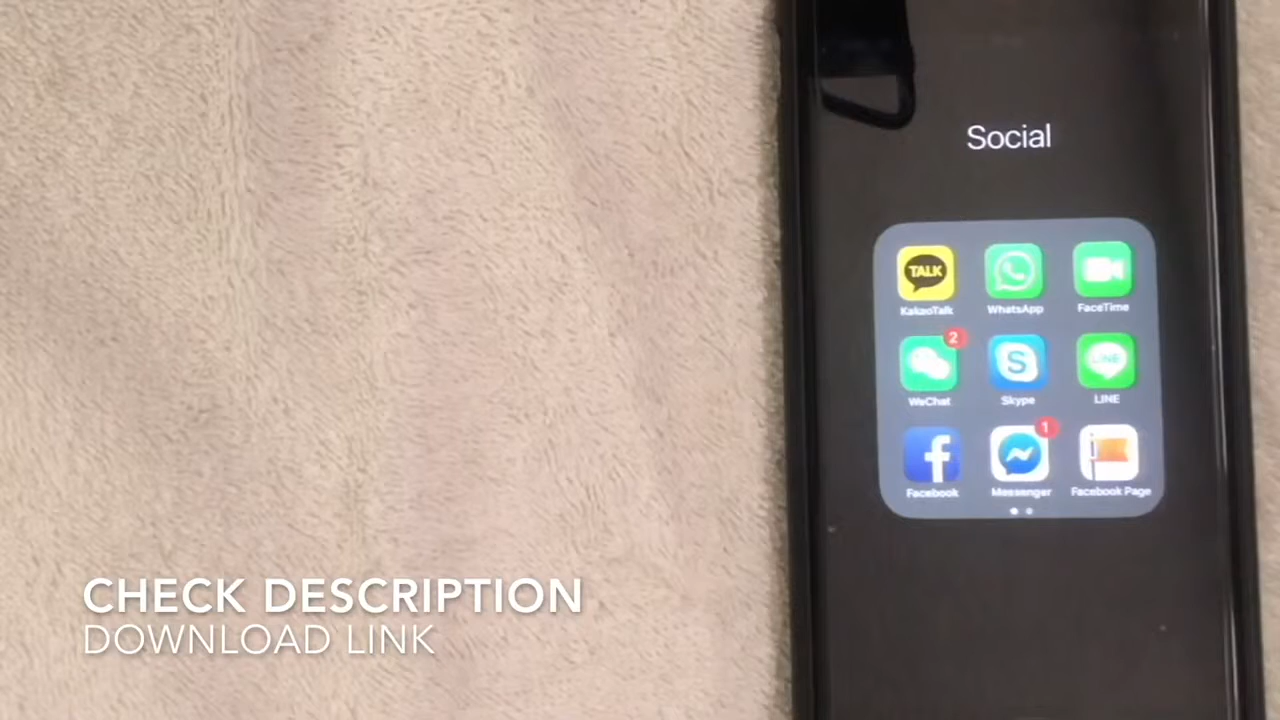 Social
TALK
KakaoTalk
WhatsApp
FaceTime
2
WeChat
S
Skype
LINE
LINE
f
Facebook
1
Messenger
Facebook Page
CHECK DESCRIPTION
DOWNLOAD LINK